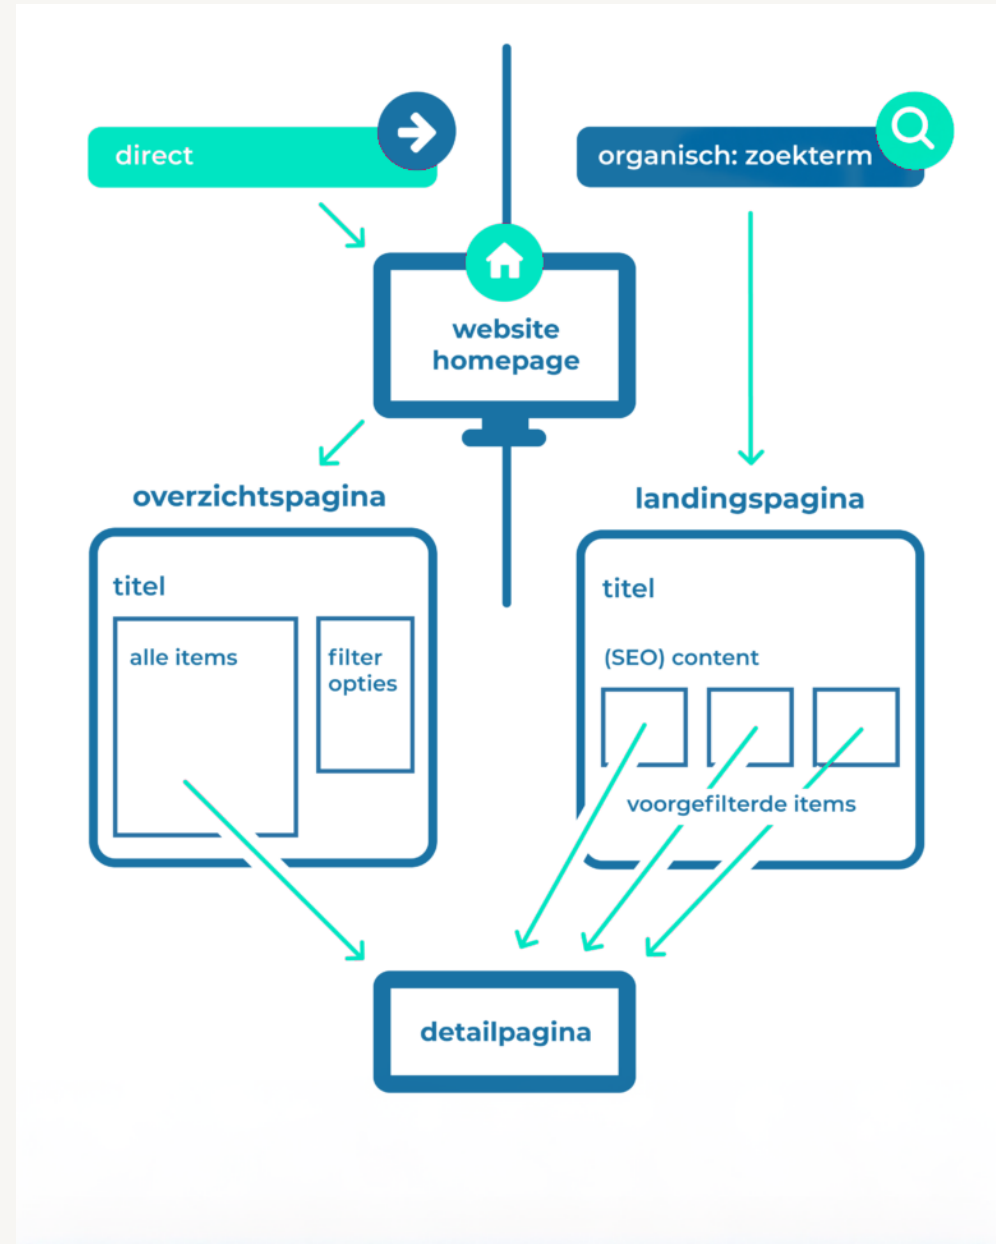 direct
organisch: zoekterm
website
homepage
overzichtspagina
titel
alle items
filter
opties
landingspagina
titel
(SEO) content
voorgefilterde items
detailpagina